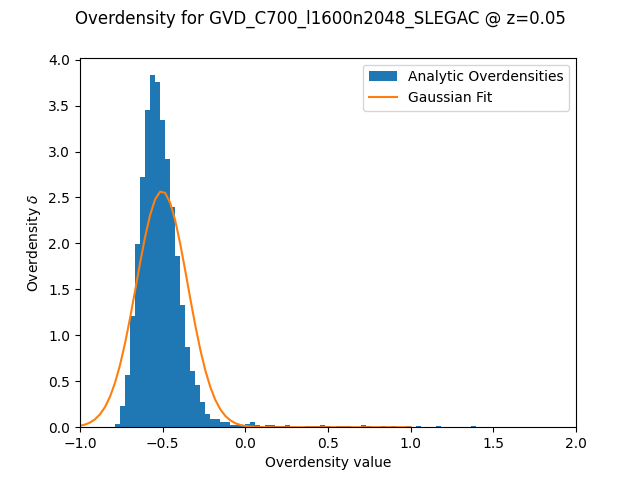 Overdensity for GVD_C700_l1600n2048_SLEGAC @ z=0.05
Analytic Overdensities
Gaussian Fit
Overdensity δ
4.0
3.5
3.0
2.5
2.0
1.5
1.0
0.5
0.0
−1.0 −0.5 0.0 0.5 1.0 1.5 2.0
Overdensity value